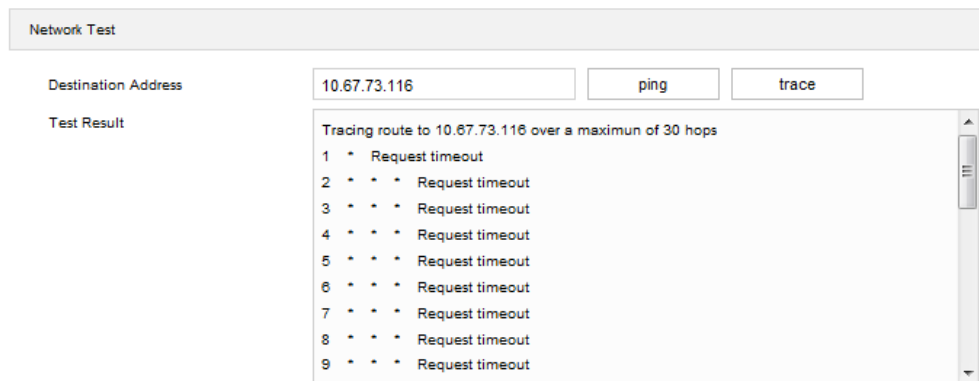 Network Test
Destination Address 10.67.73.116 ping trace
Test Result
Tracing route to 10.67.73.116 over a maximun of 30 hops
1 * Request timeout
2 * * * Request timeout
3 * * * Request timeout
4 * * * Request timeout
5 * * * Request timeout
6 * * * Request timeout
7 * * * Request timeout
8 * * * Request timeout
9 * * * Request timeout